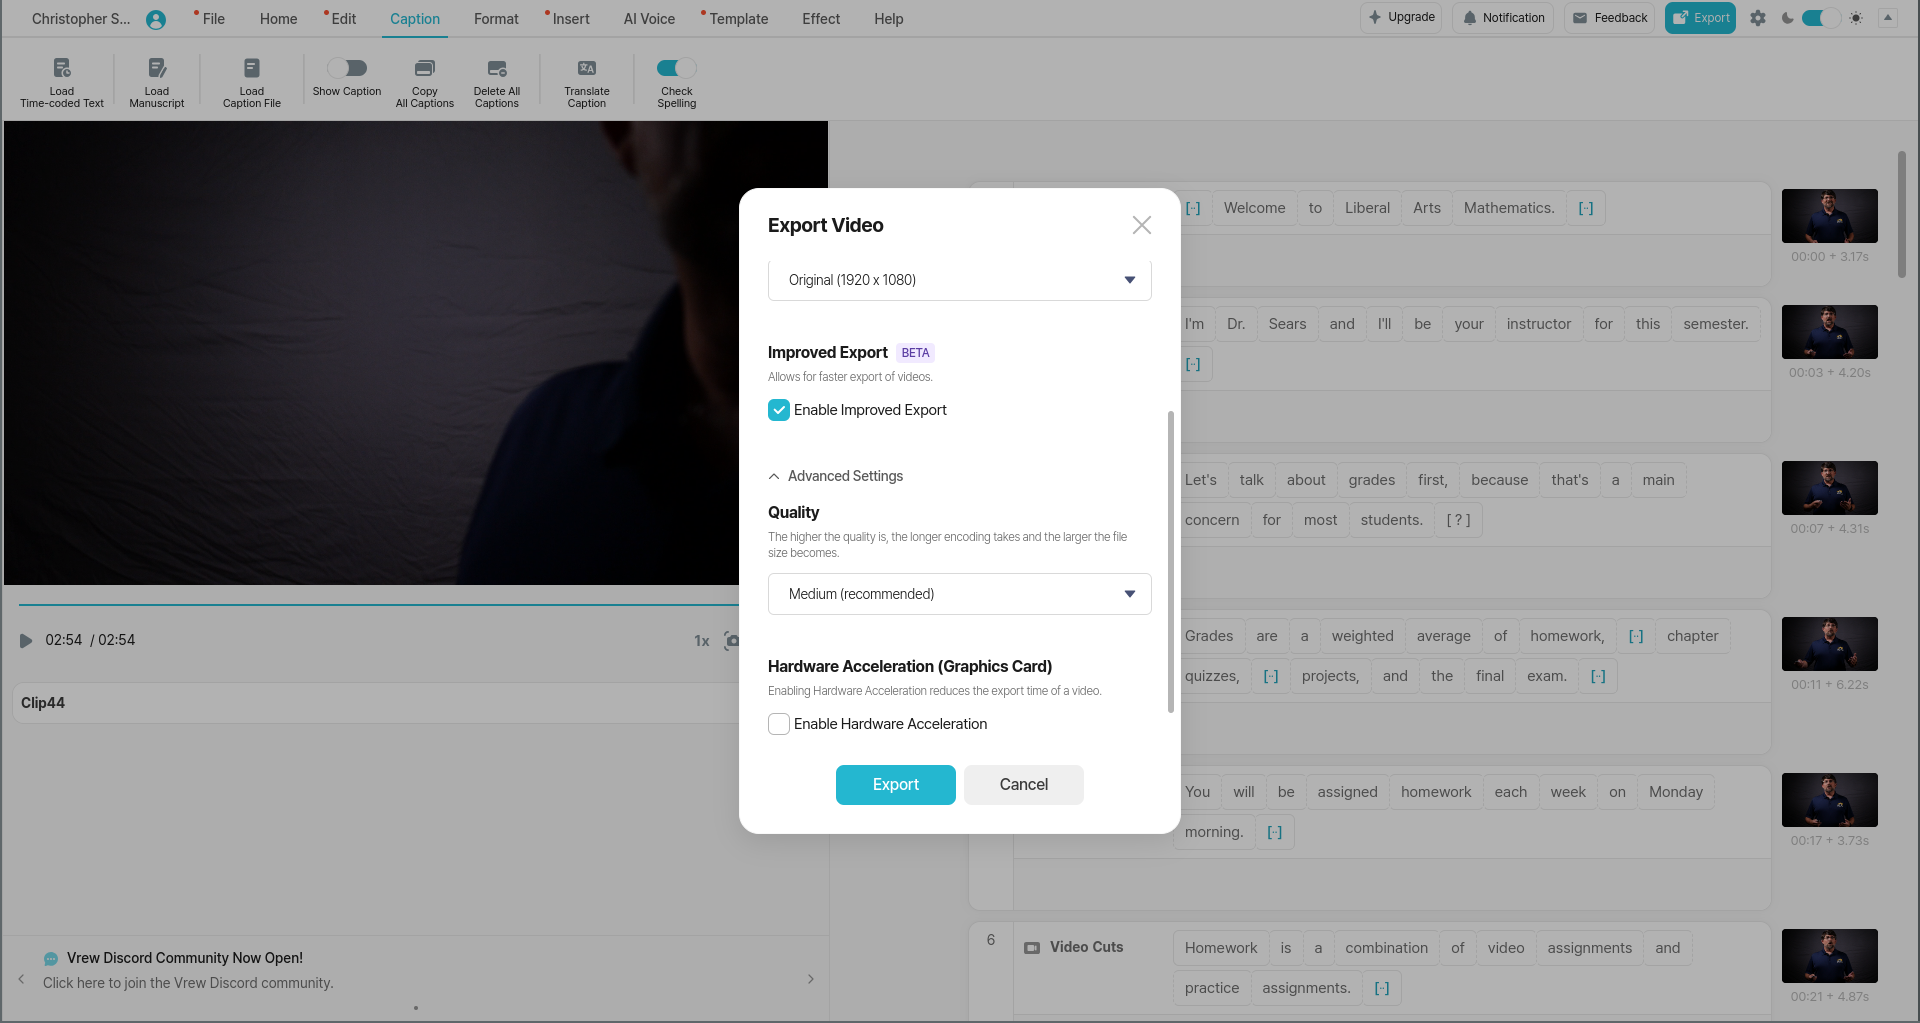 Christopher S...
File
Home
Edit
Caption
Format
Insert
AI Voice
Template
Effect
Help
Upgrade
Notification
Feedback
Export
Load
Time-coded Text
Load
Manuscript
Load
Caption File
Show Caption
Copy
All Captions
Delete All
Captions
Translate
Caption
Check
Spelling
02:54 / 02:54
1x
Clip44
Vrew Discord Community Now Open!
Click here to join the Vrew Discord community.
Export Video
Original (1920 x 1080)
Improved Export BETA
Allows for faster export of videos.
Enable Improved Export
Advanced Settings
Quality
The higher the quality is, the longer encoding takes and the larger the file
size becomes.
Medium (recommended)
Hardware Acceleration (Graphics Card)
Enabling Hardware Acceleration reduces the export time of a video.
Enable Hardware Acceleration
Export
Cancel
[··] Welcome to Liberal Arts Mathematics. [··]
00:00 + 3.17s
I'm Dr. Sears and I'll be your instructor for this semester.
[··]
00:03 + 4.20s
Let's talk about grades first, because that's a main
concern for most students. [ ? ]
00:07 + 4.31s
Grades are a weighted average of homework, [··] chapter
quizzes, [··] projects, and the final exam. [··]
00:11 + 6.22s
You will be assigned homework each week on Monday
morning. [··]
00:17 + 3.73s
6
Video Cuts
Homework is a combination of video assignments and
practice assignments. [··]
00:21 + 4.87s